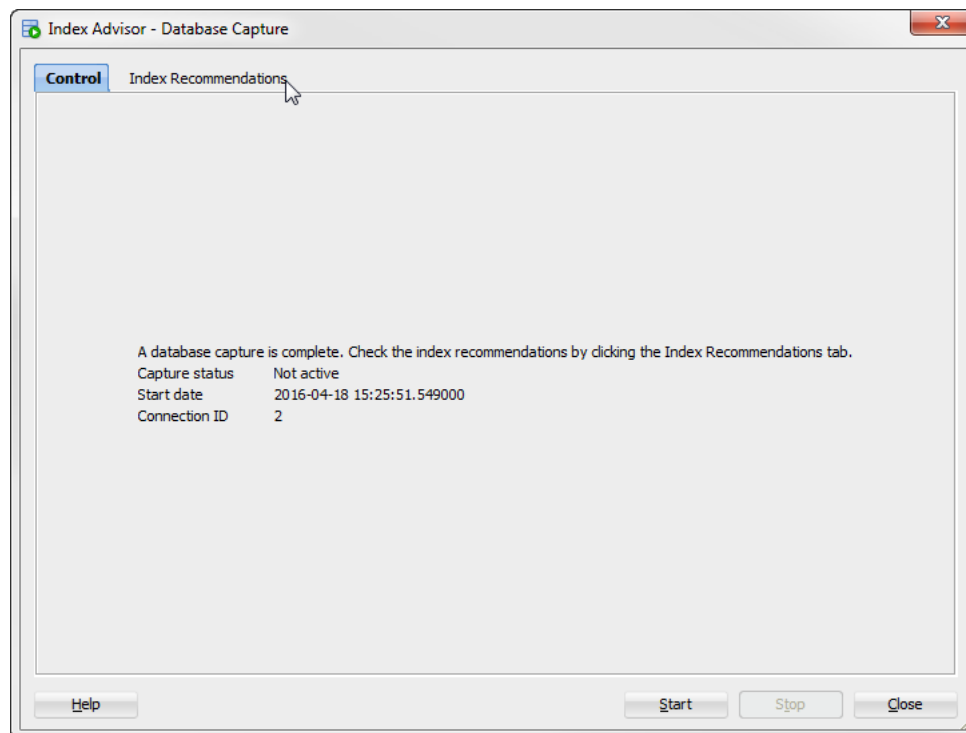 Index Advisor - Database Capture
Control Index Recommendations
A database capture is complete. Check the index recommendations by clicking the Index Recommendations tab.
Capture status Not active
Start date 2016-04-18 15:25:51.549000
Connection ID 2
Help Start Stop Close